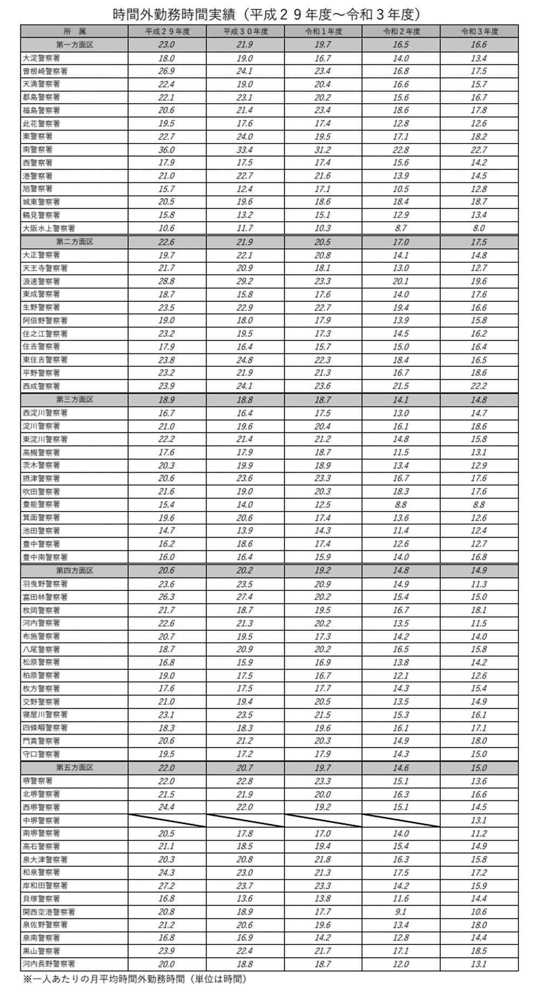 時間外勤務時間実績（平成２９年度～令和３年度）
所　属 平成２９年度 平成３０年度 令和１年度 令和２年度 令和３年度
第一方面区 23.0 21.9 19.7 16.5 16.6
大淀警察署 18.0 19.0 16.7 14.0 13.4
曽根崎警察署 26.9 24.1 23.4 16.8 17.5
天満警察署 22.4 19.0 20.4 16.6 15.7
都島警察署 22.1 23.1 20.2 15.6 16.7
福島警察署 20.6 21.4 23.4 18.6 17.8
此花警察署 19.5 17.6 17.4 12.8 12.6
東警察署 22.7 24.0 19.5 17.1 18.2
南警察署 36.0 33.4 31.2 22.8 22.7
西警察署 17.9 17.5 17.4 15.6 14.2
港警察署 21.0 22.7 21.6 13.9 14.5
旭警察署 15.7 12.4 17.1 10.5 12.8
城東警察署 20.5 19.6 18.6 18.4 18.7
鶴見警察署 15.8 13.2 15.1 12.9 13.4
大阪水上警察署 10.6 11.7 10.3 8.7 8.0
第二方面区 22.6 21.9 20.5 17.0 17.5
大正警察署 19.7 22.1 20.8 14.1 14.8
天王寺警察署 21.7 20.9 18.1 13.0 12.7
浪速警察署 28.8 29.2 23.3 20.1 19.6
東成警察署 18.7 15.8 17.6 14.0 17.6
生野警察署 23.5 22.9 22.7 19.4 16.6
阿倍野警察署 19.0 18.0 17.9 13.9 15.8
住之江警察署 23.2 19.5 17.3 14.5 16.2
住吉警察署 17.9 16.4 15.7 15.0 16.4
東住吉警察署 23.8 24.8 22.3 18.4 16.5
平野警察署 23.2 21.9 21.3 16.7 18.6
西成警察署 23.9 24.1 23.6 21.5 22.2
第三方面区 18.9 18.8 18.7 14.1 14.8
西淀川警察署 16.7 16.4 17.5 13.0 14.7
淀川警察署 21.0 19.6 20.4 16.1 18.6
東淀川警察署 22.2 21.4 21.2 14.8 15.8
高槻警察署 17.6 17.9 18.7 11.5 13.1
茨木警察署 20.3 19.9 18.9 13.4 12.9
摂津警察署 20.6 23.6 23.3 16.7 17.6
吹田警察署 21.6 19.0 20.3 18.3 17.6
豊能警察署 15.4 14.0 12.5 8.8 8.8
箕面警察署 19.6 20.6 17.4 13.6 12.6
池田警察署 14.7 13.9 14.3 11.4 12.4
豊中警察署 16.2 18.6 17.4 12.6 12.7
豊中南警察署 16.0 16.4 15.9 14.0 16.8
第四方面区 20.6 20.2 19.2 14.8 14.9
羽曳野警察署 23.6 23.5 20.9 14.9 11.3
富田林警察署 26.3 27.4 20.2 15.4 15.0
枚岡警察署 21.7 18.7 19.5 16.7 18.1
河内警察署 22.6 21.3 20.2 13.5 11.5
布施警察署 20.7 19.5 17.3 14.2 14.0
八尾警察署 18.7 20.9 20.2 16.5 15.8
松原警察署 16.8 15.9 16.9 13.8 14.2
柏原警察署 19.0 17.5 16.7 12.1 12.6
枚方警察署 17.6 17.5 17.7 14.3 15.4
交野警察署 21.0 19.4 20.5 13.5 14.9
寝屋川警察署 23.1 23.5 21.5 15.3 16.1
四條畷警察署 18.3 18.3 19.6 16.1 17.1
門真警察署 20.6 21.2 20.3 14.9 18.0
守口警察署 19.5 17.2 17.9 14.3 15.0
第五方面区 22.0 20.7 19.7 14.6 15.0
堺警察署 22.0 22.8 23.3 15.1 13.6
北堺警察署 21.5 21.9 20.0 16.3 16.6
西堺警察署 24.4 22.0 19.2 15.1 14.5
中堺警察署 13.1
南堺警察署 20.5 17.8 17.0 14.0 11.2
高石警察署 21.1 18.5 19.4 15.4 14.9
泉大津警察署 20.3 20.8 21.8 16.3 15.8
和泉警察署 24.3 23.0 21.3 17.5 17.2
岸和田警察署 27.2 23.7 23.3 14.2 15.9
貝塚警察署 16.8 13.6 13.8 11.6 14.4
関西空港警察署 20.8 18.9 17.7 9.1 10.6
泉佐野警察署 21.2 20.6 19.6 13.4 18.0
泉南警察署 16.8 16.9 14.2 12.8 14.4
黒山警察署 23.9 22.4 21.7 17.1 18.5
河内長野警察署 20.0 18.8 18.7 12.0 13.1
※一人あたりの月平均時間外勤務時間（単位は時間）